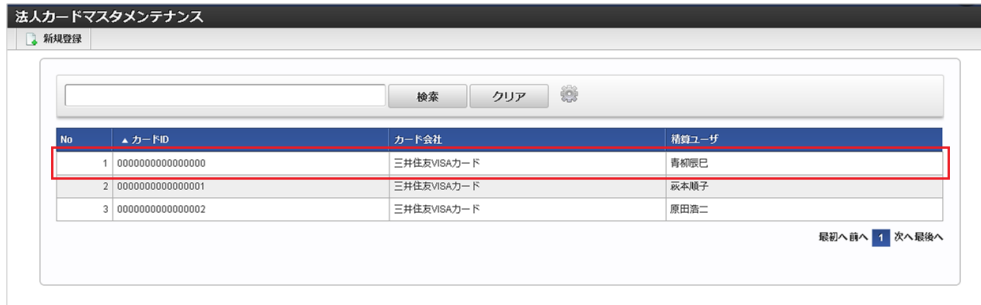 法人カードマスタメンテナンス
新規登録
検索 クリア
No ▲ カードID カード会社 積算ユーザ
1 0000000000000000 三井住友VISAカード 青柳辰巳
2 0000000000000001 三井住友VISAカード 萩本順子
3 0000000000000002 三井住友VISAカード 原田浩二
最初へ 前へ 1 次へ 最後へ